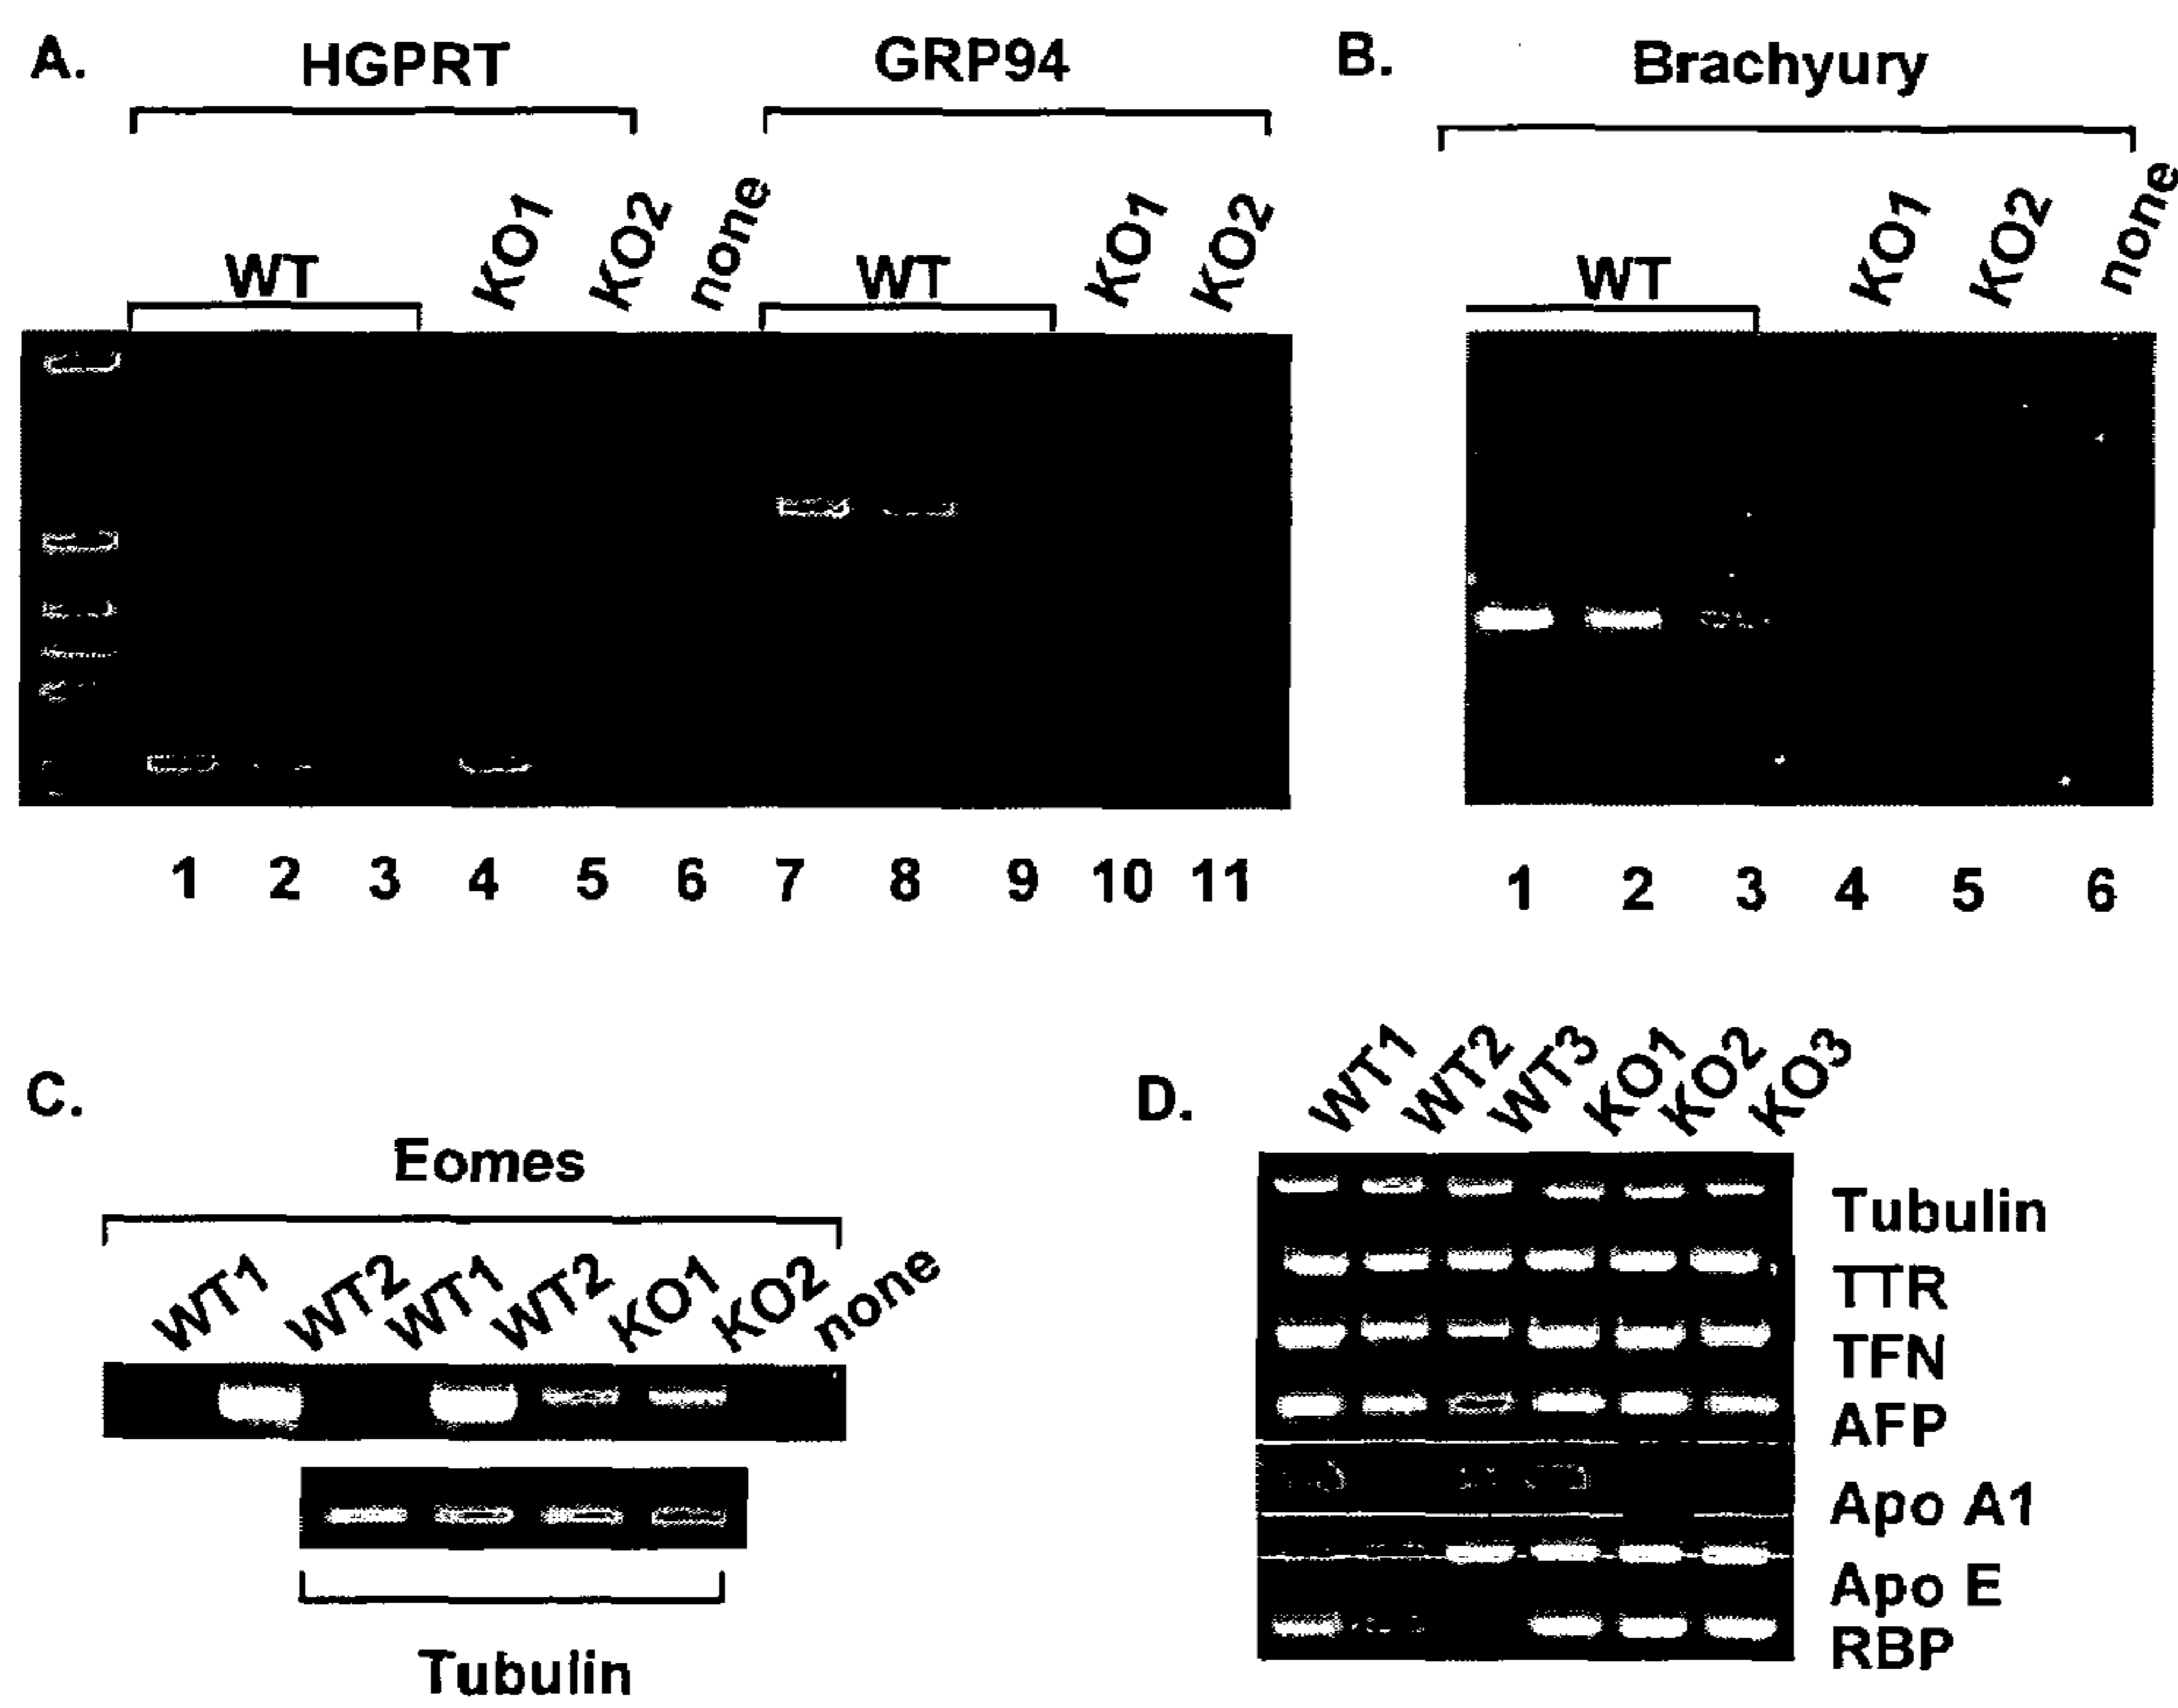 A.
HGPRT
GRP94
WT
KO1
KO2
none
WT
KO1
KO2
1 2 3 4 5 6 7 8 9 10 11
B.
Brachyury
WT
KO1
KO2
none
1 2 3 4 5 6
C.
Eomes
WT1 WT2 WT1 WT2 KO1 KO2 none
Tubulin
D.
WT1 WT2 WT3 KO1 KO2 KO3
Tubulin
TTR
TFN
AFP
Apo A1
Apo E
RBP